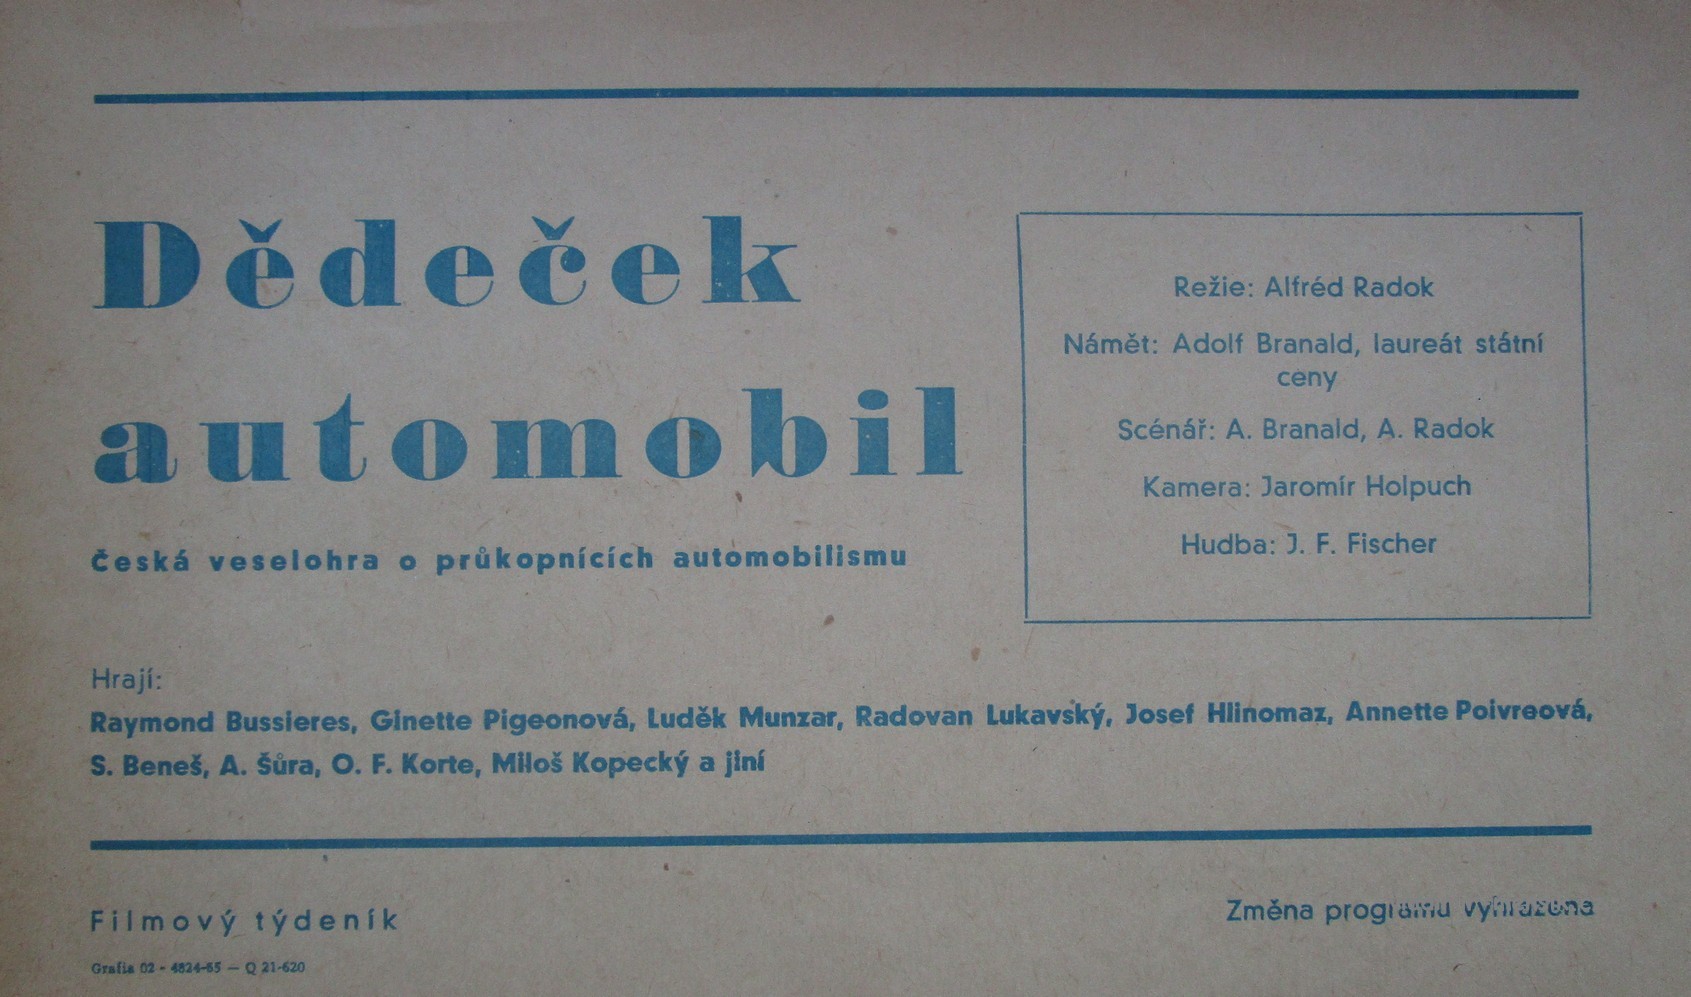 Dědeček
automobil
Česká veselohra o průkopnících automobilismu
Režie: Alfréd Radok
Námět: Adolf Branald, laureát státní
ceny
Scénář: A. Branald, A. Radok
Kamera: Jaromír Holpuch
Hudba: J. F. Fischer
Hrají:
Raymond Bussieres, Ginette Pigeonová, Luděk Munzar, Radovan Lukavský, Josef Hlinomaz, Annette Poivreová,
S. Beneš, A. Šůra, O. F. Korte, Miloš Kopecký a jiní
Filmový týdeník
Změna programu vyhrazena
Grafia 02 - 4824-55 — Q 21-620